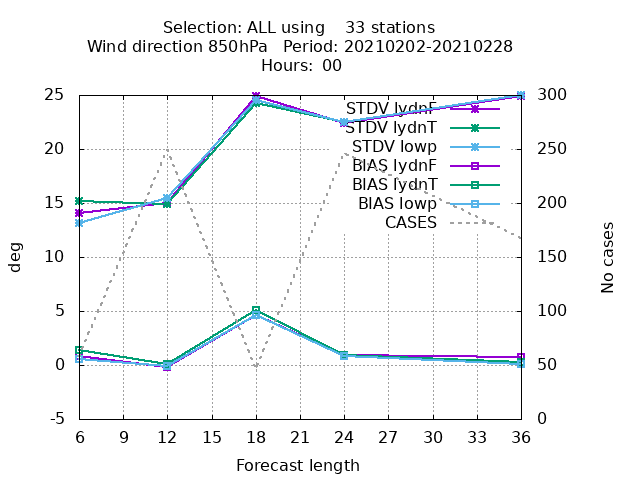 Selection: ALL using    33 stations
Wind direction 850hPa   Period: 20210202-20210228
Hours: 00
STDV lydnF
STDV lydnT
STDV lowp
BIAS lydnF
BIAS lydnT
BIAS lowp
CASES
25
20
15
10
5
0
-5
300
250
200
150
100
50
0
deg
No cases
6 9 12 15 18 21 24 27 30 33 36
Forecast length